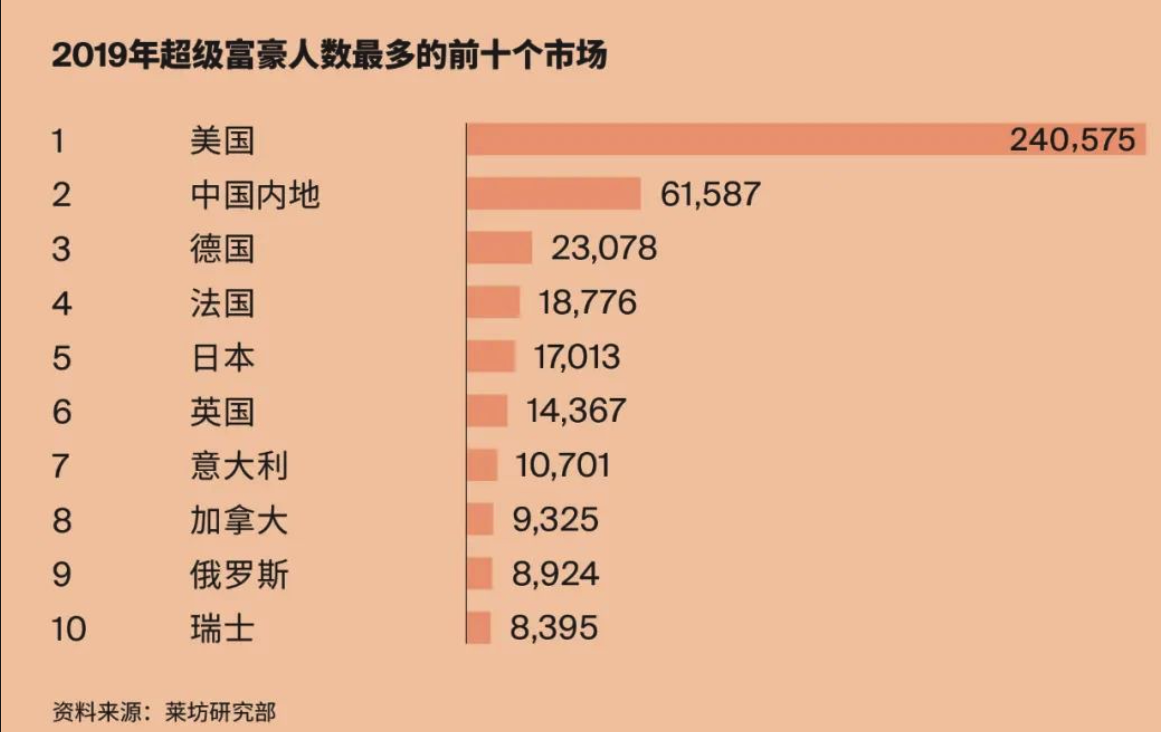 2019年超级富豪人数最多的前十个市场
1 美国 240,575
2 中国内地 61,587
3 德国 23,078
4 法国 18,776
5 日本 17,013
6 英国 14,367
7 意大利 10,701
8 加拿大 9,325
9 俄罗斯 8,924
10 瑞士 8,395
资料来源：莱坊研究部